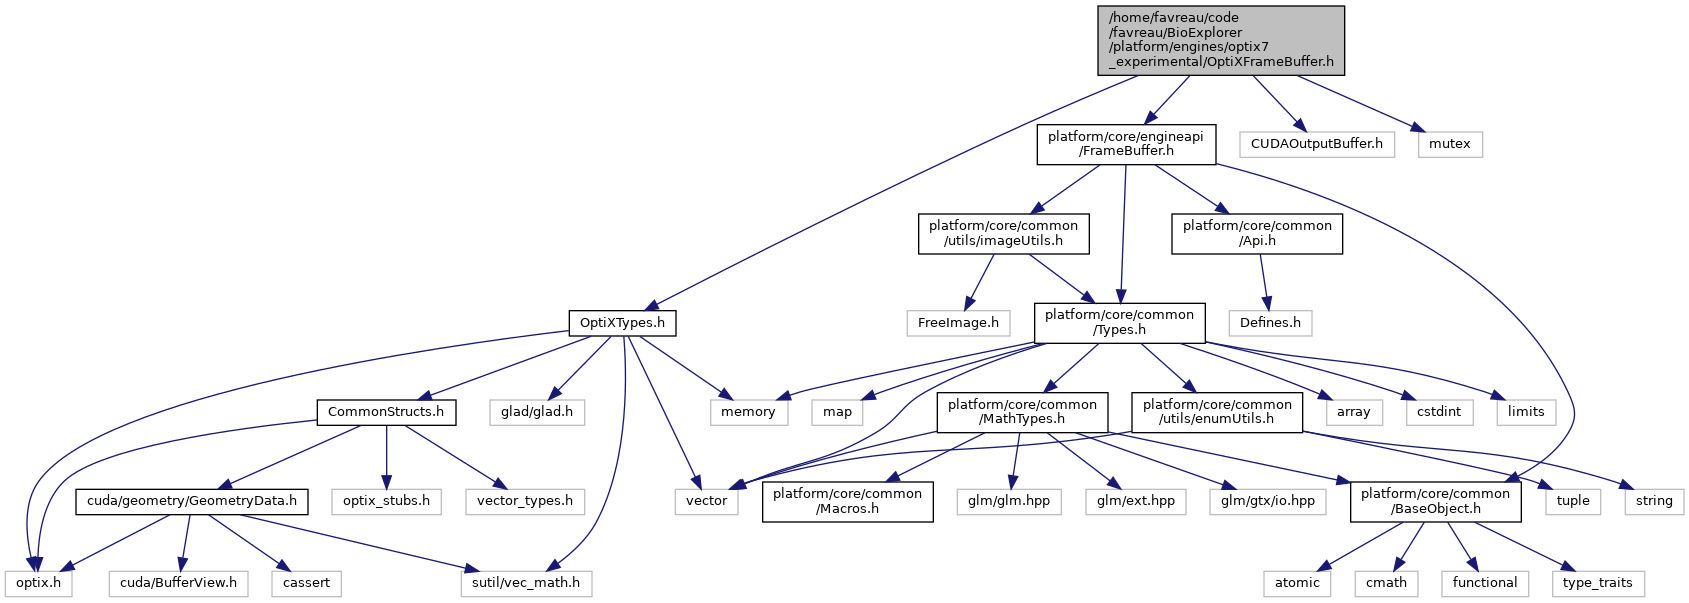 /home/favreau/code
/favreau/BioExplorer
/platform/engines/optix7
_experimental/OptiXFrameBuffer.h
platform/core/engineapi
/FrameBuffer.h
CUDAOutputBuffer.h
mutex
platform/core/common
/utils/imageUtils.h
platform/core/common
/Api.h
OptiXTypes.h
FreeImage.h
platform/core/common
/Types.h
Defines.h
CommonStructs.h
glad/glad.h
memory
map
platform/core/common
/MathTypes.h
platform/core/common
/utils/enumUtils.h
array
cstdint
limits
cuda/geometry/GeometryData.h
optix_stubs.h
vector_types.h
vector
platform/core/common
/Macros.h
glm/glm.hpp
glm/ext.hpp
glm/gtx/io.hpp
platform/core/common
/BaseObject.h
tuple
string
optix.h
cuda/BufferView.h
cassert
sutil/vec_math.h
atomic
cmath
functional
type_traits